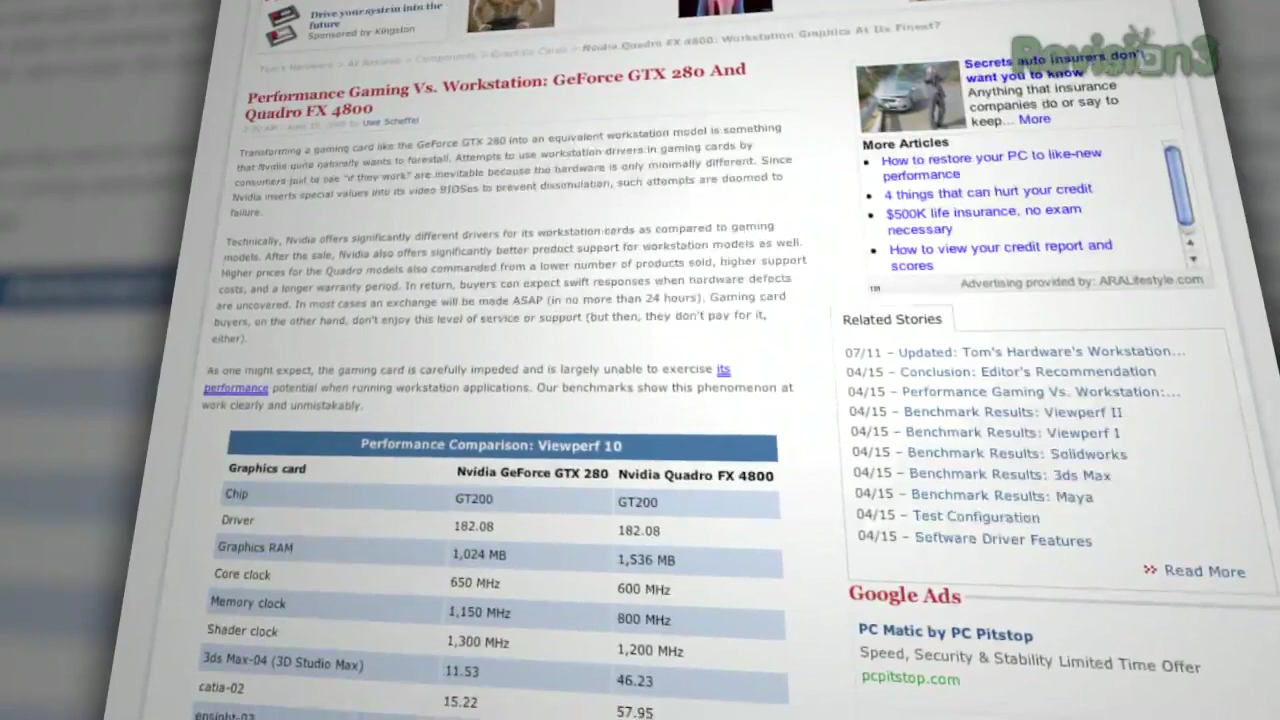 Drive your system into the
future
Sponsored by Kingston
Revision3
Tom's Hardware > All Reviews > Components > Graphics Cards > Nvidia Quadro FX 4800: Workstation Graphics At Its Finest?
Performance Gaming Vs. Workstation: GeForce GTX 280 And
Quadro FX 4800
by Uwe Scheffel
Transforming a gaming card like the GeForce GTX 280 into an equivalent workstation model is something
that Nvidia quite naturally wants to forestall. Attempts to use workstation drivers in gaming cards by
consumers just to see "if they work" are inevitable because the hardware is only minimally different. Since
Nvidia inserts special values into its video BIOSes to prevent dissimulation, such attempts are doomed to
failure.
Technically, Nvidia offers significantly different drivers for its workstation cards as compared to gaming
models. After the sale, Nvidia also offers significantly better product support for workstation models as well.
Higher prices for the Quadro models also commanded from a lower number of products sold, higher support
costs, and a longer warranty period. In return, buyers can expect swift responses when hardware defects
are uncovered. In most cases an exchange will be made ASAP (in no more than 24 hours). Gaming card
buyers, on the other hand, don't enjoy this level of service or support (but then, they don't pay for it,
either).
As one might expect, the gaming card is carefully impeded and is largely unable to exercise its
performance potential when running workstation applications. Our benchmarks show this phenomenon at
work clearly and unmistakably.
Performance Comparison: Viewperf 10
Graphics card Nvidia GeForce GTX 280 Nvidia Quadro FX 4800
Chip GT200 GT200
Driver 182.08 182.08
Graphics RAM 1,024 MB 1,536 MB
Core clock 650 MHz 600 MHz
Memory clock 1,150 MHz 800 MHz
Shader clock 1,300 MHz 1,200 MHz
3ds Max-04 (3D Studio Max) 11.53 46.23
catia-02 15.22 57.95
ensight-03
Secrets auto insurers don't
want you to know
Anything that insurance
companies do or say to
keep... More
More Articles
How to restore your PC to like-new
performance
4 things that can hurt your credit
$500K life insurance, no exam
necessary
How to view your credit report and
scores
Advertising provided by: ARALifestyle.com
Related Stories
07/11 – Updated: Tom's Hardware's Workstation...
04/15 – Conclusion: Editor's Recommendation
04/15 – Performance Gaming Vs. Workstation:...
04/15 – Benchmark Results: Viewperf II
04/15 – Benchmark Results: Viewperf 1
04/15 – Benchmark Results: Solidworks
04/15 – Benchmark Results: 3ds Max
04/15 – Benchmark Results: Maya
04/15 – Test Configuration
04/15 – Software Driver Features
Read More
Google Ads
PC Matic by PC Pitstop
Speed, Security & Stability Limited Time Offer
pcpitstop.com